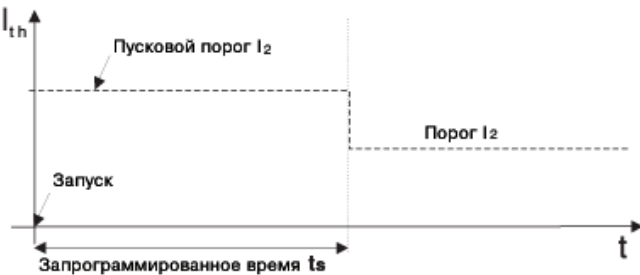 Ith
Пусковой порог I2
Порог I2
Запуск
t
Запрограммированное время ts